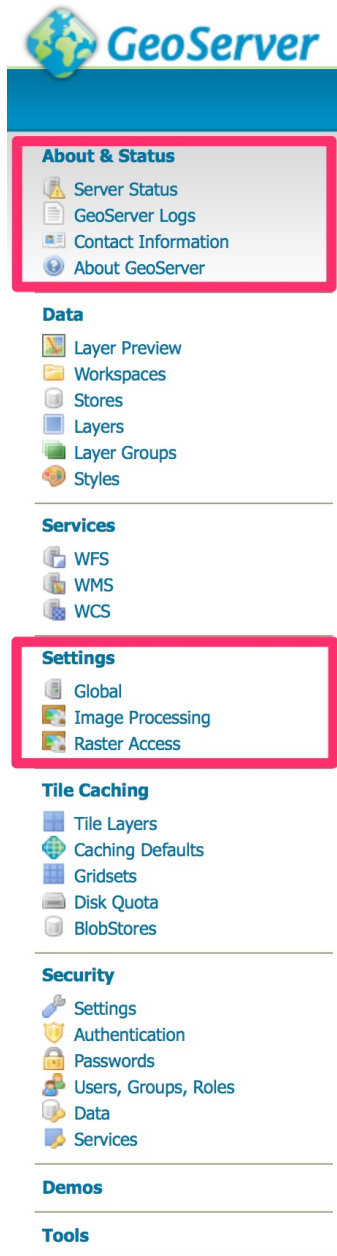 GeoServer
About & Status
Server Status
GeoServer Logs
Contact Information
About GeoServer
Data
Layer Preview
Workspaces
Stores
Layers
Layer Groups
Styles
Services
WFS
WMS
WCS
Settings
Global
Image Processing
Raster Access
Tile Caching
Tile Layers
Caching Defaults
Gridsets
Disk Quota
BlobStores
Security
Settings
Authentication
Passwords
Users, Groups, Roles
Data
Services
Demos
Tools